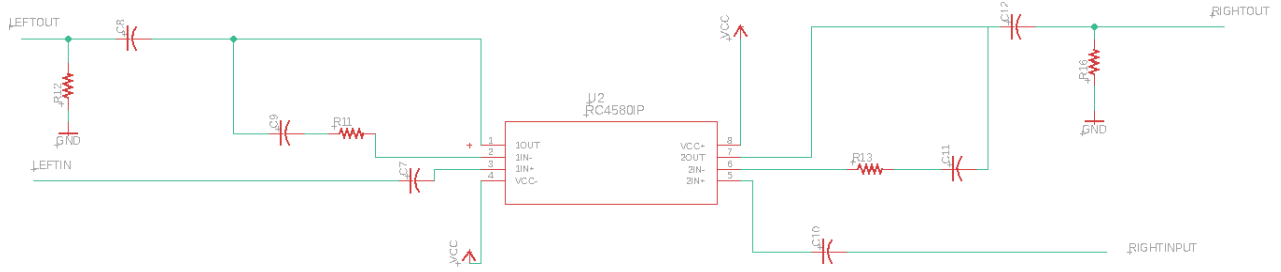 LEFTOUT
C8
R12
GND
C9
R11
LEFTIN
C7
VCC
U2
RC4580IP
1
1OUT
2
1IN-
3
1IN+
4
VCC-
VCC+
8
2OUT
7
2IN-
6
2IN+
5
VCC
R13
C11
C10
C12
R16
GND
RIGHTOUT
RIGHTINPUT